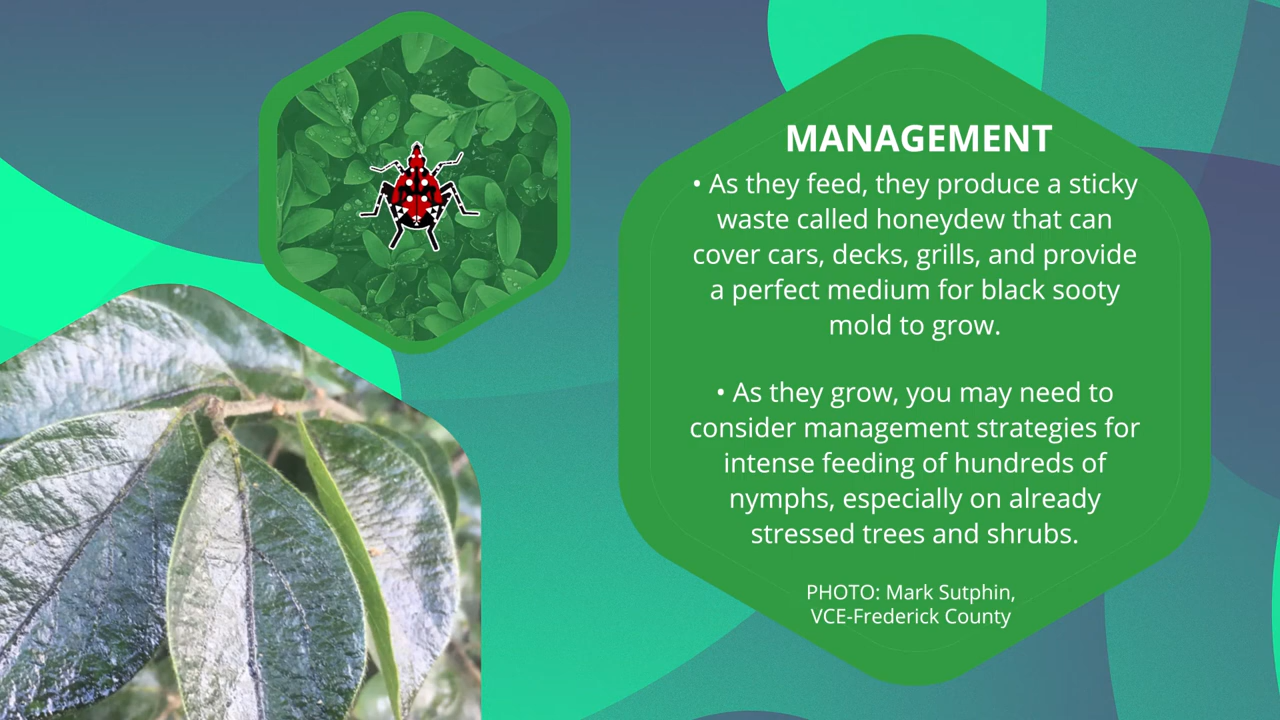 MANAGEMENT
• As they feed, they produce a sticky
waste called honeydew that can
cover cars, decks, grills, and provide
a perfect medium for black sooty
mold to grow.
• As they grow, you may need to
consider management strategies for
intense feeding of hundreds of
nymphs, especially on already
stressed trees and shrubs.
PHOTO: Mark Sutphin,
VCE-Frederick County